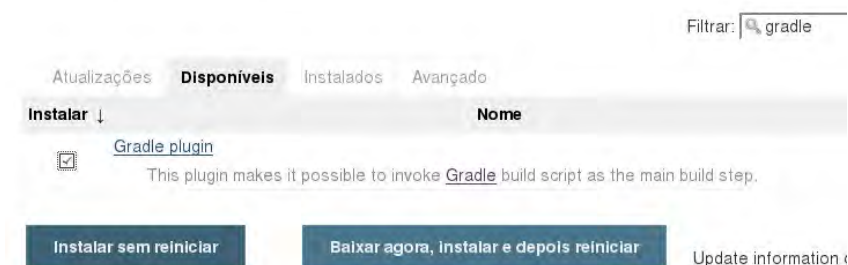 Filtrar: gradle
Atualizações Disponíveis Instalados Avançado
Instalar ↓ Nome
Gradle plugin
This plugin makes it possible to invoke Gradle build script as the main build step.
Instalar sem reiniciar Baixar agora, instalar e depois reiniciar Update information